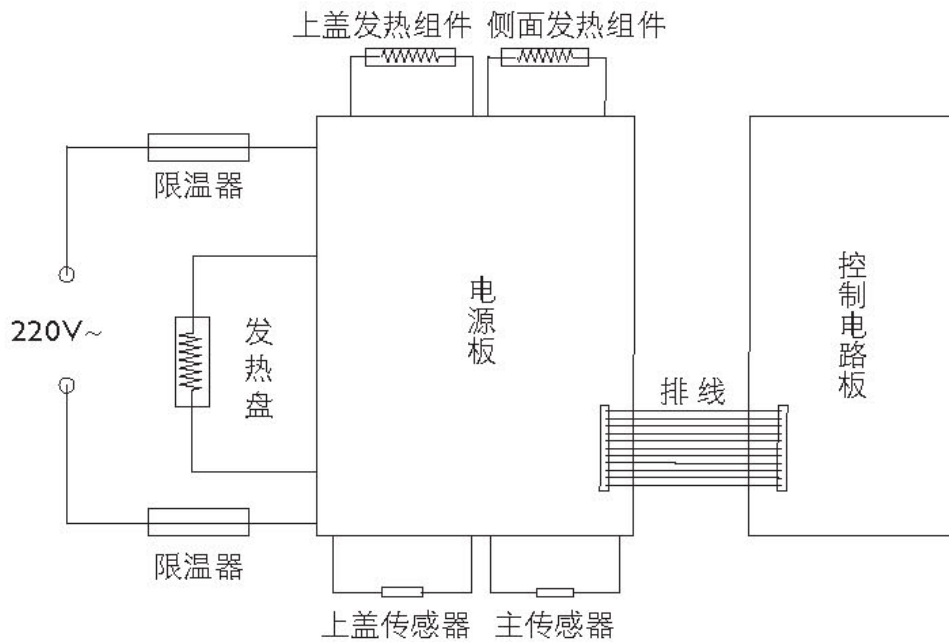 上盖发热组件
侧面发热组件
限温器
220V~
发热盘
电源板
控制电路板
排线
限温器
上盖传感器
主传感器